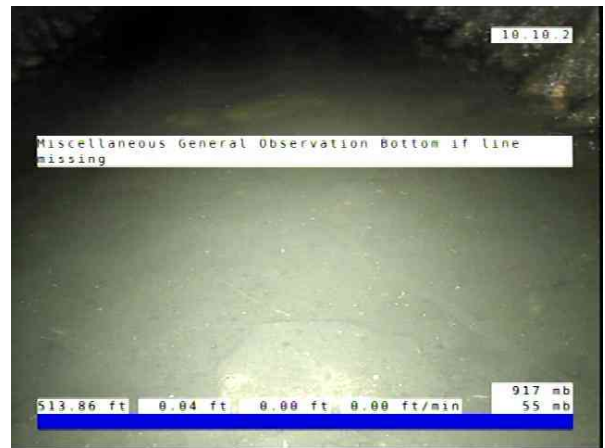 10.10.2
Miscellaneous General Observation Bottom if line
missing
917 mb
513.86 ft 0.04 ft 0.00 ft 0.00 ft/min 55 mb